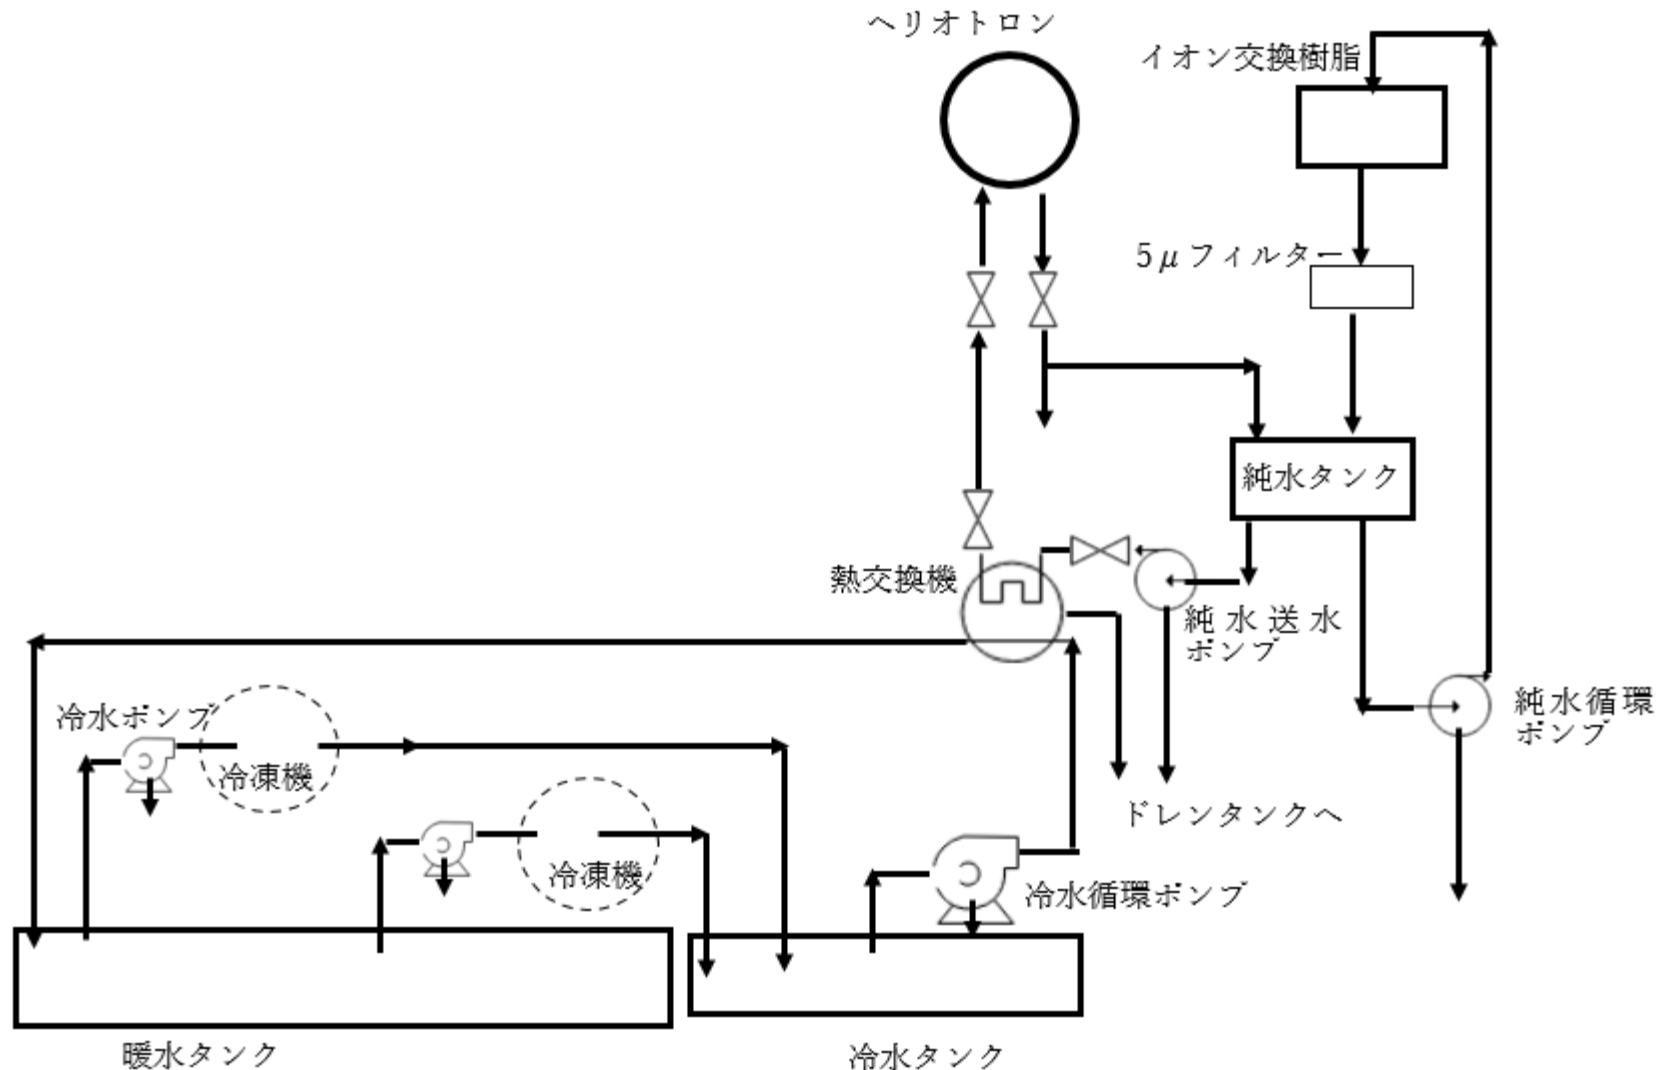 ヘリオトロン
イオン交換樹脂
5μフィルター
純水タンク
熱交換機
純水送水
ポンプ
純水循環
ポンプ
冷水ポンプ
冷凍機
冷凍機
ドレンタンクへ
冷水循環ポンプ
暖水タンク
冷水タンク